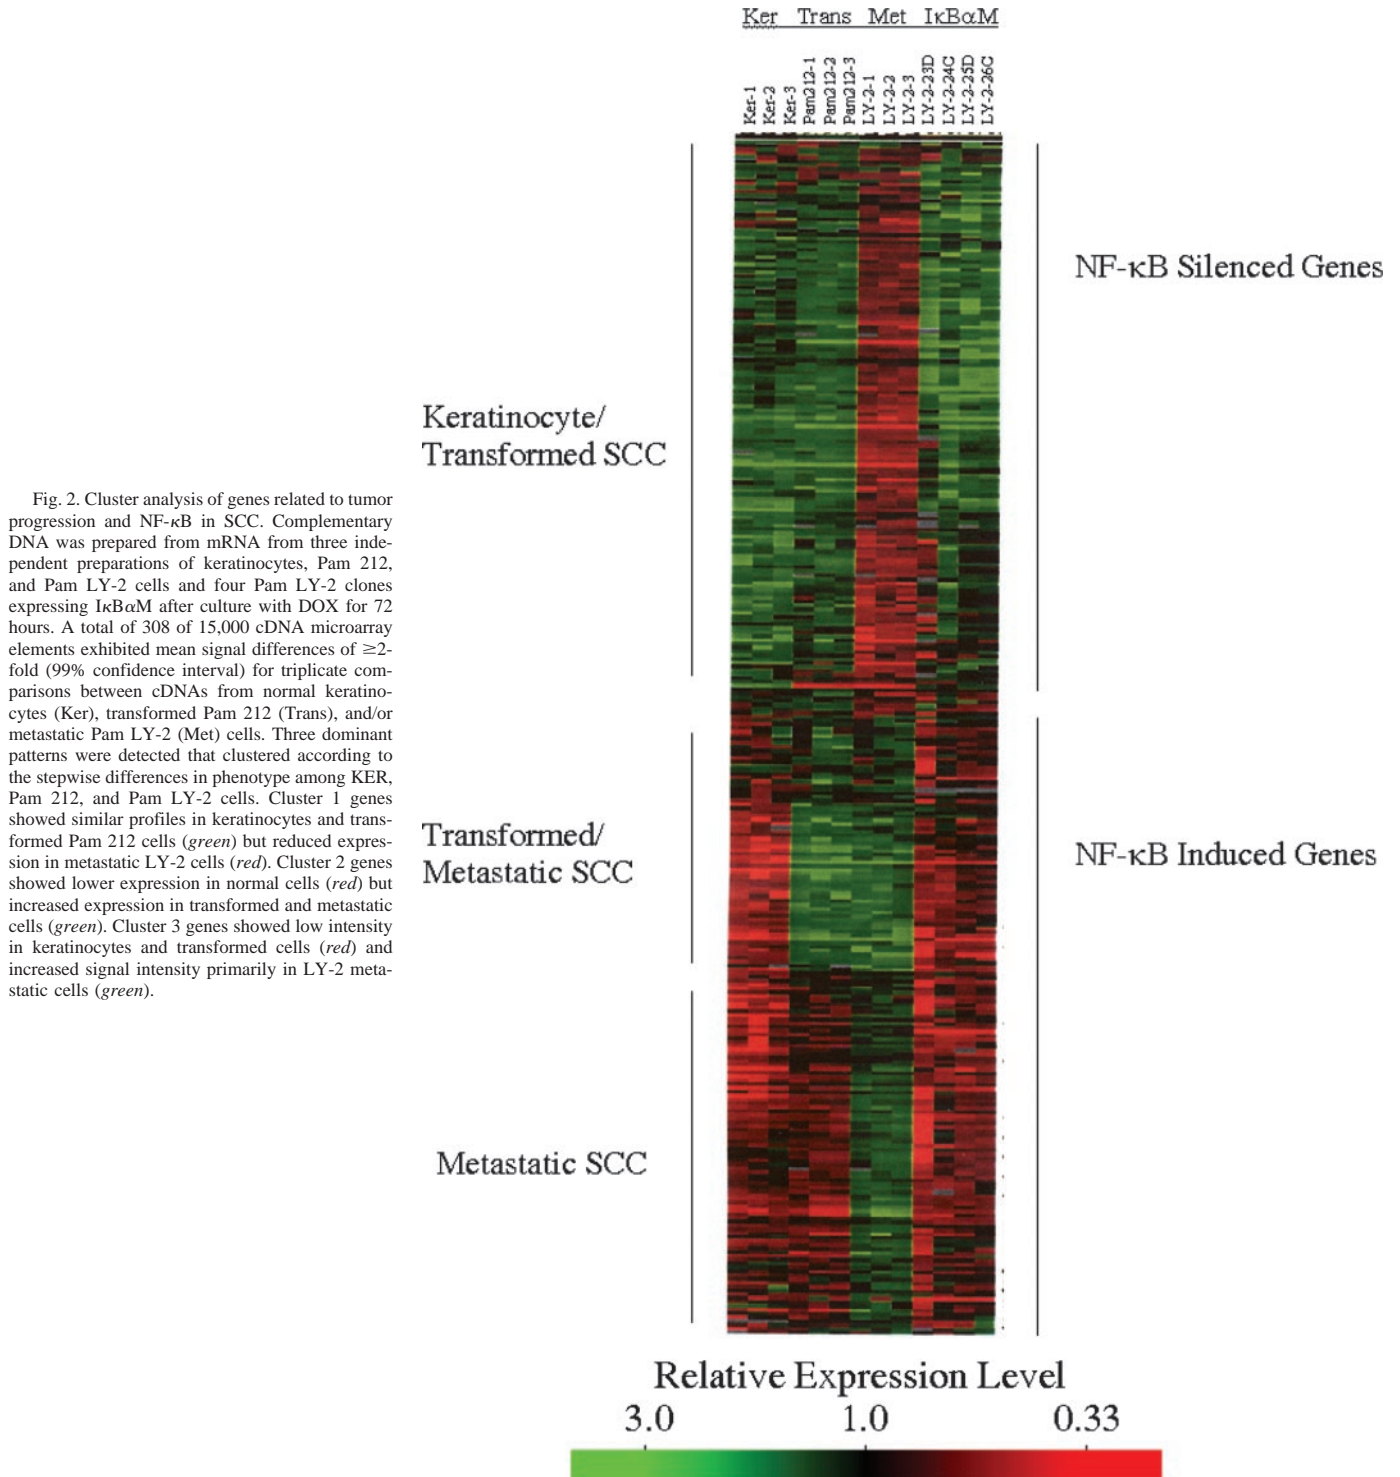 Ker Trans Met IκBαM
Ker-1
Ker-2
Ker-3
Pam212-1
Pam212-2
Pam212-3
LY-2-1
LY-2-2
LY-2-3
LY-2-23D
LY-2-24C
LY-2-25D
LY-2-26C
NF-κB Silenced Genes
Keratinocyte/
Transformed SCC
Fig. 2. Cluster analysis of genes related to tumor
progression and NF-κB in SCC. Complementary
DNA was prepared from mRNA from three inde-
pendent preparations of keratinocytes, Pam 212,
and Pam LY-2 cells and four Pam LY-2 clones
expressing IκBαM after culture with DOX for 72
hours. A total of 308 of 15,000 cDNA microarray
elements exhibited mean signal differences of ≥2-
fold (99% confidence interval) for triplicate com-
parisons between cDNAs from normal keratino-
cytes (Ker), transformed Pam 212 (Trans), and/or
metastatic Pam LY-2 (Met) cells. Three dominant
patterns were detected that clustered according to
the stepwise differences in phenotype among KER,
Pam 212, and Pam LY-2 cells. Cluster 1 genes
showed similar profiles in keratinocytes and trans-
formed Pam 212 cells (green) but reduced expres-
sion in metastatic LY-2 cells (red). Cluster 2 genes
showed lower expression in normal cells (red) but
increased expression in transformed and metastatic
cells (green). Cluster 3 genes showed low intensity
in keratinocytes and transformed cells (red) and
increased signal intensity primarily in LY-2 meta-
static cells (green).
Transformed/
Metastatic SCC
NF-κB Induced Genes
Metastatic SCC
Relative Expression Level
3.0 1.0 0.33